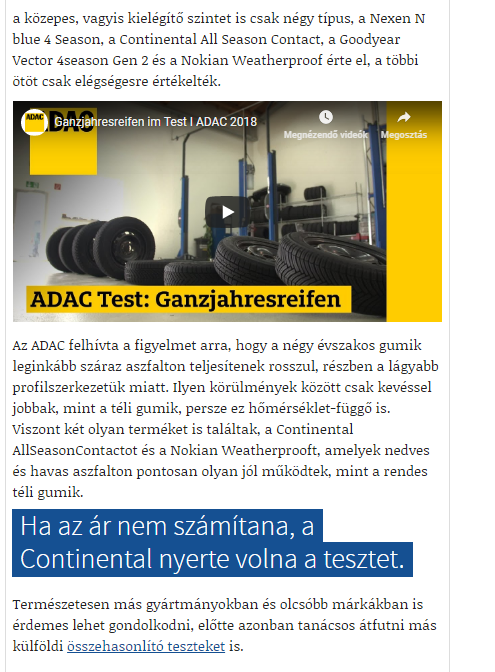 a közepes, vagyis kielégítő szintet is csak négy típus, a Nexen N
blue 4 Season, a Continental All Season Contact, a Goodyear
Vector 4season Gen 2 és a Nokian Weatherproof érte el, a többi
ötöt csak elégségesre értékelték.
ADAC
ADAC
Ganzjahresreifen im Test I ADAC 2018
Megnézendő videók
Megosztás
ADAC Test: Ganzjahresreifen
Az ADAC felhívta a figyelmet arra, hogy a négy évszakos gumik
leginkább száraz aszfalton teljesítenek rosszul, részben a lágyabb
profilszerkezetük miatt. Ilyen körülmények között csak kevéssel
jobbak, mint a téli gumik, persze ez hőmérséklet-függő is.
Viszont két olyan terméket is találtak, a Continental
AllSeasonContactot és a Nokian Weatherprooft, amelyek nedves
és havas aszfalton pontosan olyan jól működtek, mint a rendes
téli gumik.
Ha az ár nem számítana, a
Continental nyerte volna a tesztet.
Természetesen más gyártmányokban és olcsóbb márkákban is
érdemes lehet gondolkodni, előtte azonban tanácsos átfutni más
külföldi összehasonlító teszteket is.